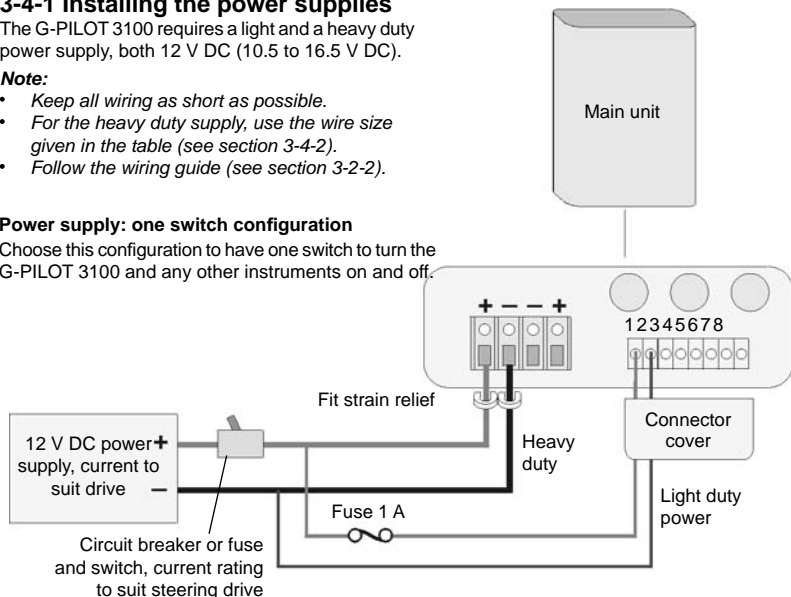 3-4-1 Installing the power supplies
The G-PILOT 3100 requires a light and a heavy duty
power supply, both 12 V DC (10.5 to 16.5 V DC).
Note:
• Keep all wiring as short as possible.
• For the heavy duty supply, use the wire size
given in the table (see section 3-4-2).
• Follow the wiring guide (see section 3-2-2).
Main unit
Power supply: one switch configuration
Choose this configuration to have one switch to turn the
G-PILOT 3100 and any other instruments on and off.
+ – – +
12345678
Fit strain relief
Connector
cover
12 V DC power +
supply, current to
suit drive –
Heavy
duty
Light duty
power
Fuse 1 A
Circuit breaker or fuse
and switch, current rating
to suit steering drive